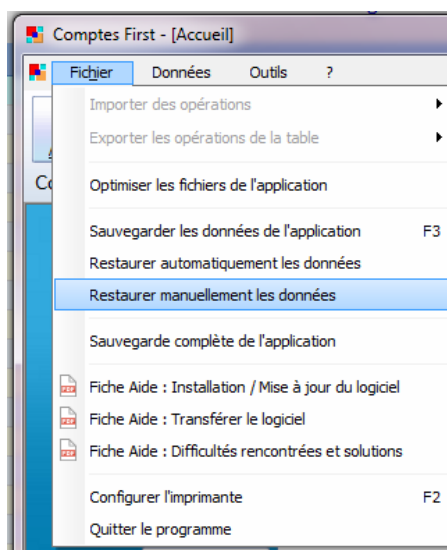 Comptes First - [Accueil]
Fichier Données Outils ?
Importer des opérations
Exporter les opérations de la table
Optimiser les fichiers de l'application
Sauvegarder les données de l'application F3
Restaurer automatiquement les données
Restaurer manuellement les données
Sauvegarde complète de l'application
Fiche Aide : Installation / Mise à jour du logiciel
Fiche Aide : Transférer le logiciel
Fiche Aide : Difficultés rencontrées et solutions
Configurer l'imprimante F2
Quitter le programme